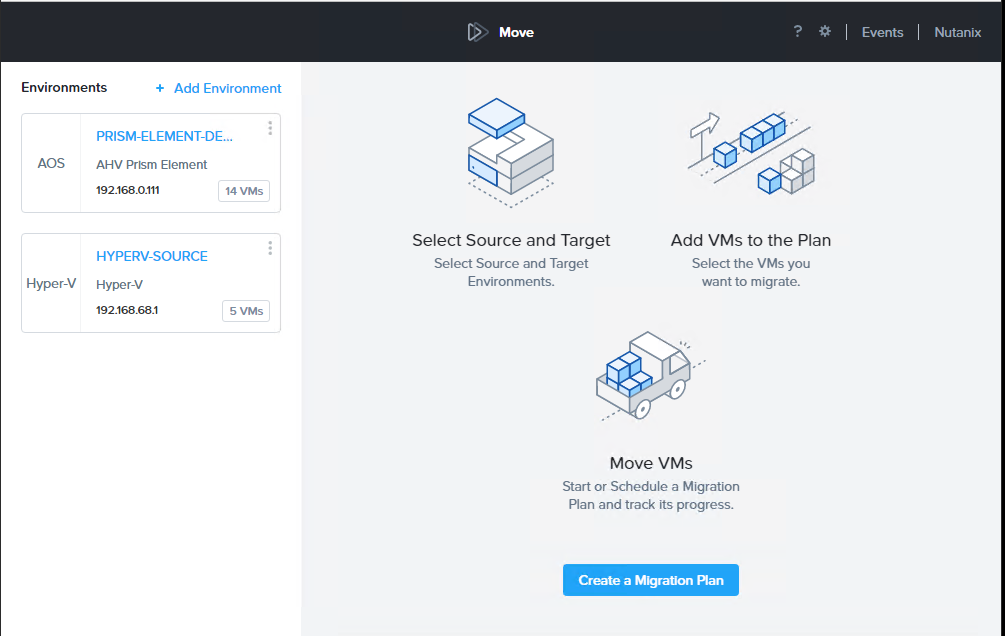 Move
?
Events
Nutanix
Environments
+ Add Environment
AOS
PRISM-ELEMENT-DE...
AHV Prism Element
192.168.0.111
14 VMs
Hyper-V
HYPERV-SOURCE
Hyper-V
192.168.68.1
5 VMs
Select Source and Target
Select Source and Target
Environments.
Add VMs to the Plan
Select the VMs you
want to migrate.
Move VMs
Start or Schedule a Migration
Plan and track its progress.
Create a Migration Plan